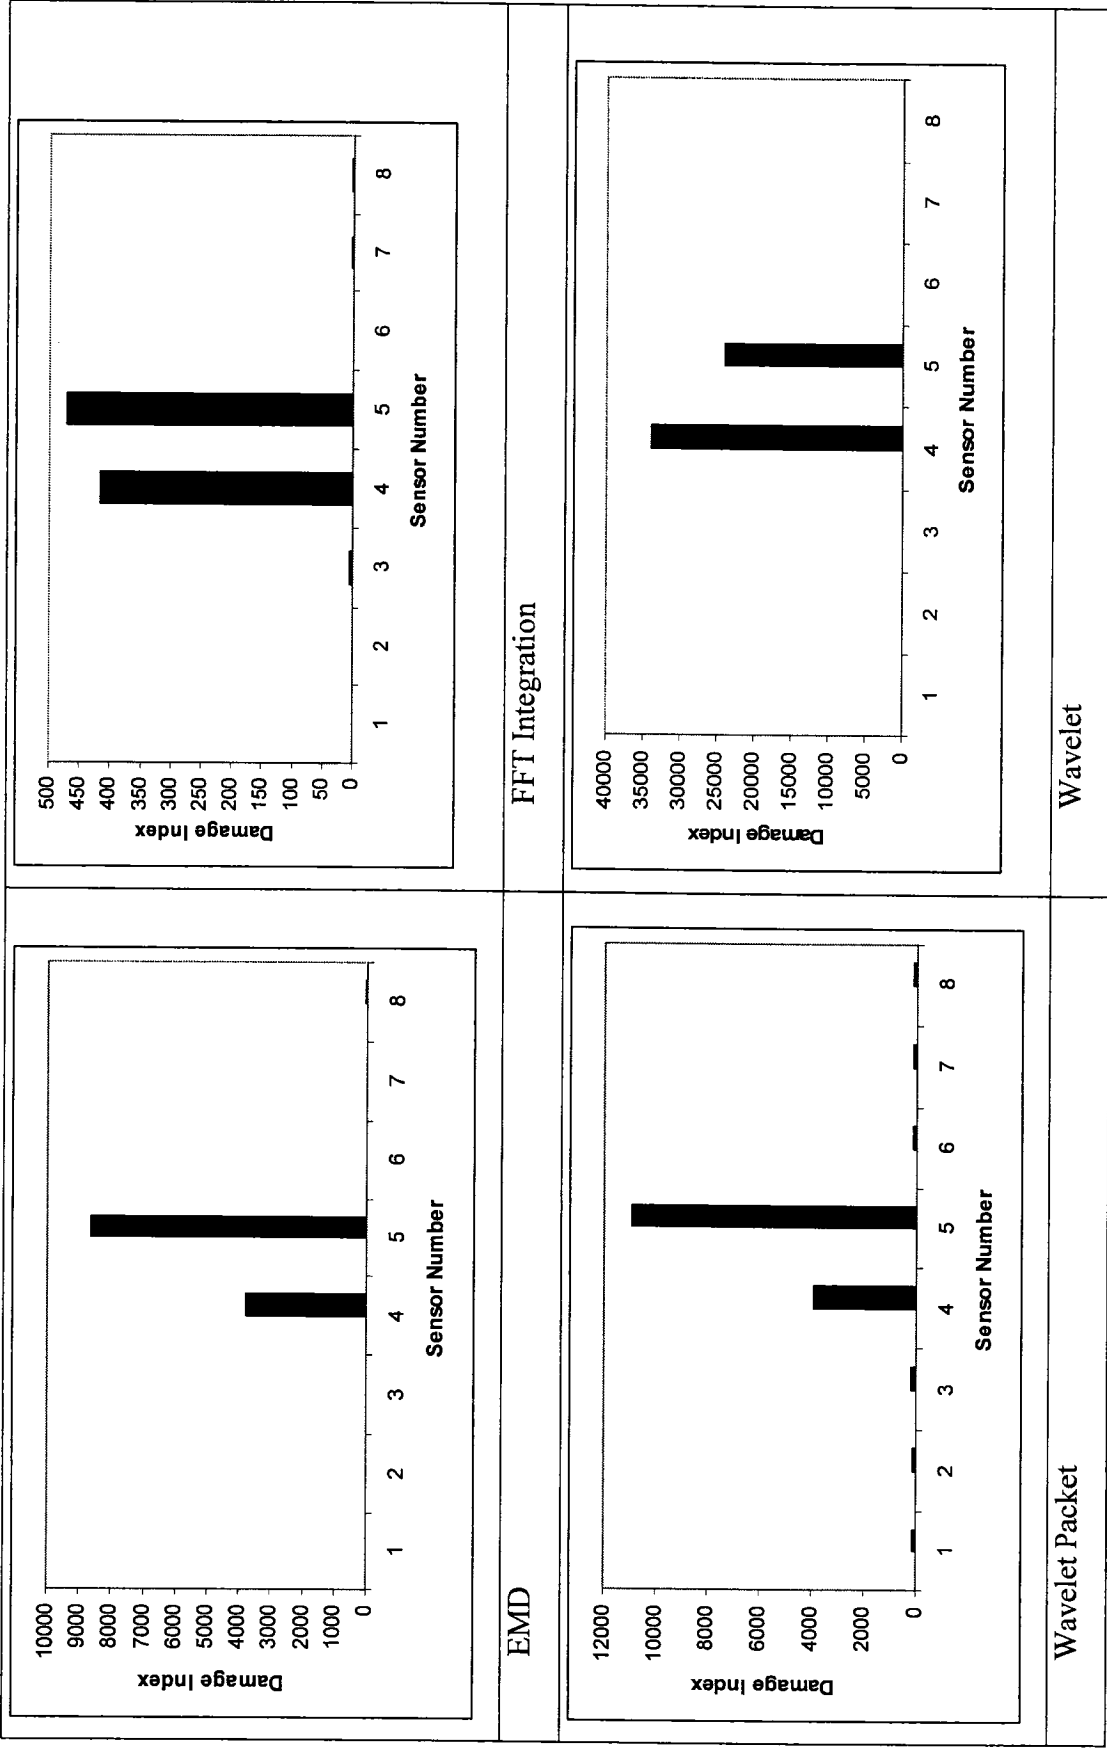 10000
9000
8000
7000
6000
5000
4000
3000
2000
1000
0
Damage Index
1 2 3 4 5 6 7 8
Sensor Number
EMD
500
450
400
350
300
250
200
150
100
50
0
Damage Index
1 2 3 4 5 6 7 8
Sensor Number
FFT Integration
12000
10000
8000
6000
4000
2000
0
Damage Index
1 2 3 4 5 6 7 8
Sensor Number
Wavelet Packet
40000
35000
30000
25000
20000
15000
10000
5000
0
Damage Index
1 2 3 4 5 6 7 8
Sensor Number
Wavelet